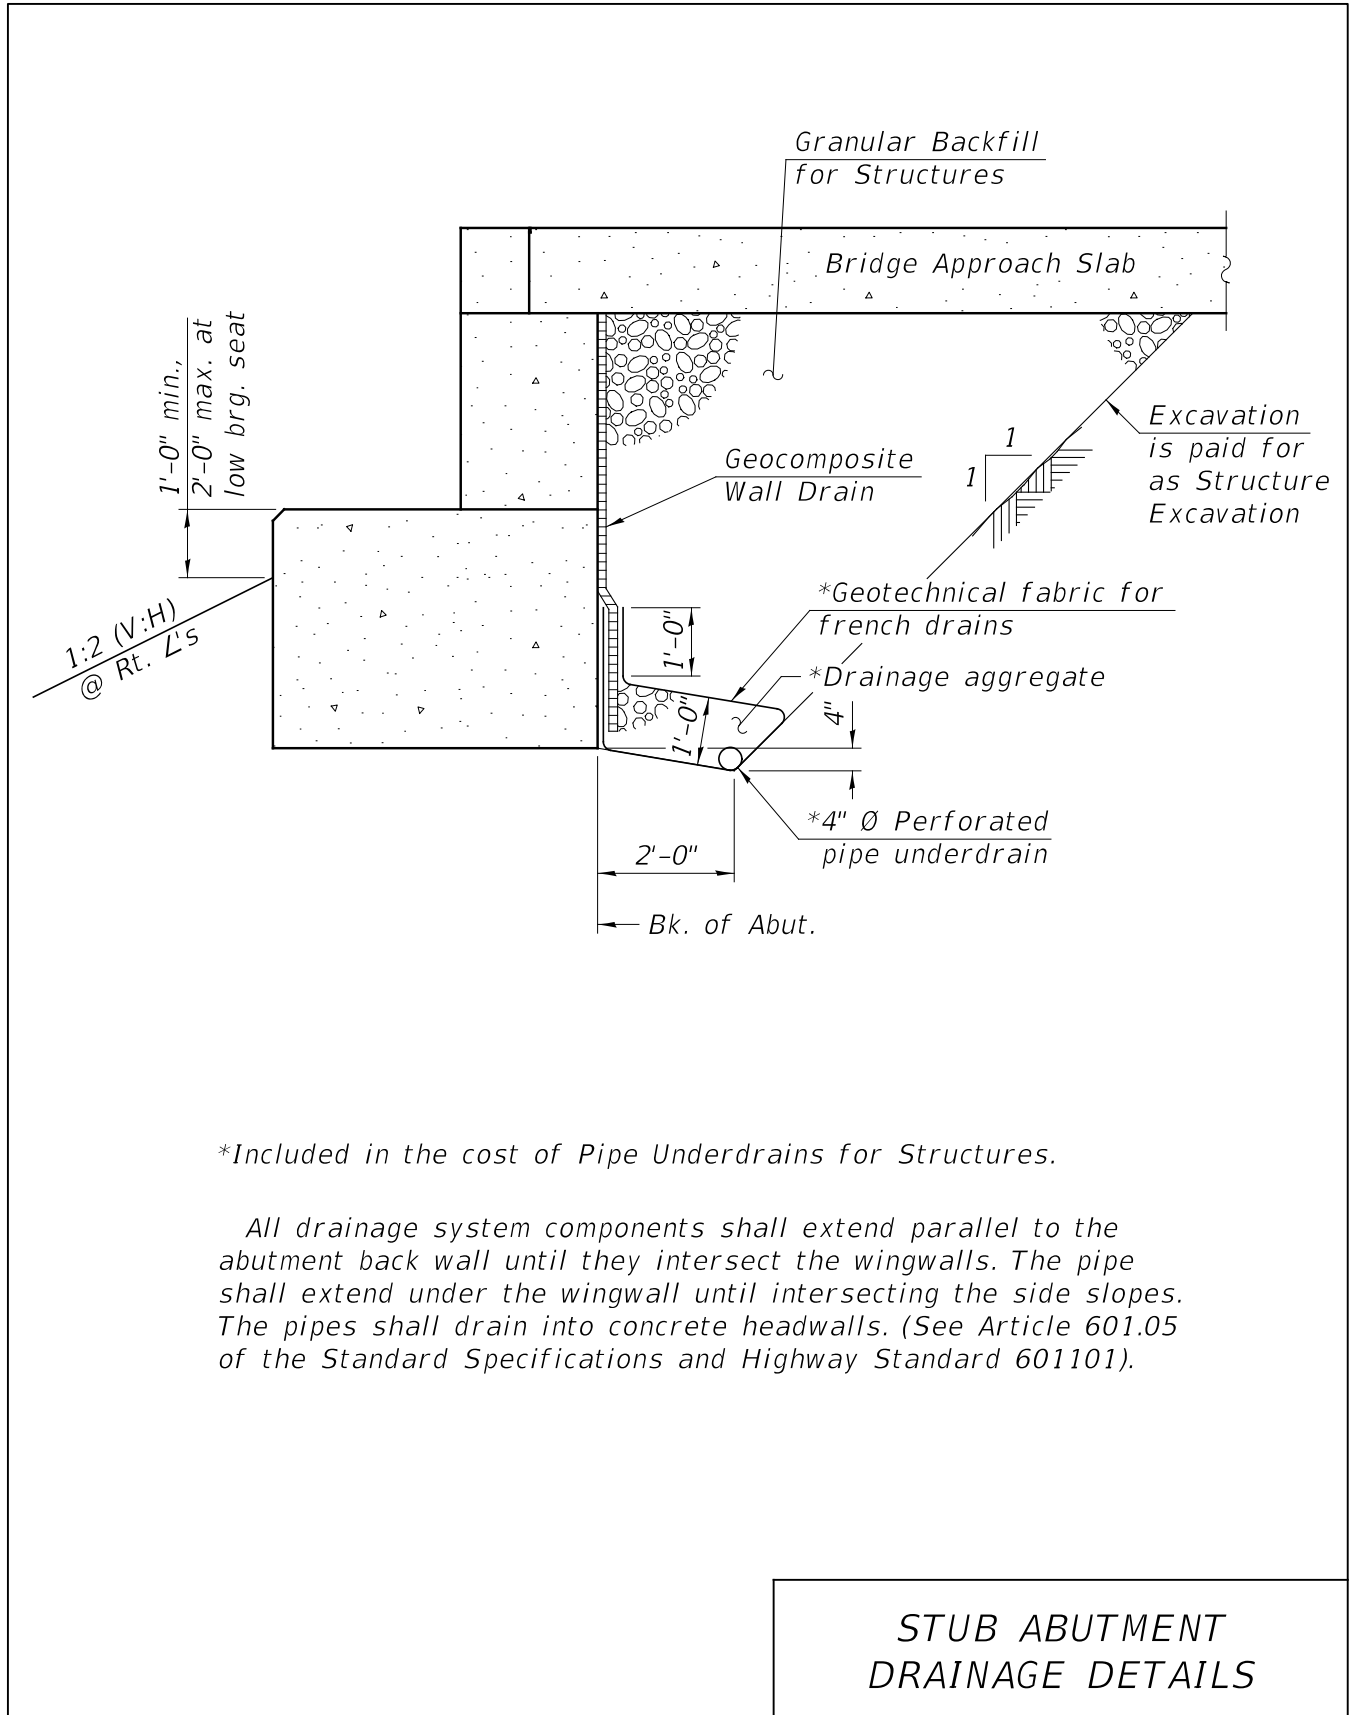 Granular Backfill
for Structures
Bridge Approach Slab
1'-0" min.,
2'-0" max. at
low brg. seat
Excavation
is paid for
as Structure
Excavation
1
1
Geocomposite
Wall Drain
*Geotechnical fabric for
french drains
1:2 (V:H)
@ Rt. ∠'s
1'-0"
*Drainage aggregate
1'-0"
4"
*4" Ø Perforated
pipe underdrain
2'-0"
Bk. of Abut.
*Included in the cost of Pipe Underdrains for Structures.
All drainage system components shall extend parallel to the
abutment back wall until they intersect the wingwalls. The pipe
shall extend under the wingwall until intersecting the side slopes.
The pipes shall drain into concrete headwalls. (See Article 601.05
of the Standard Specifications and Highway Standard 601101).
STUB ABUTMENT
DRAINAGE DETAILS